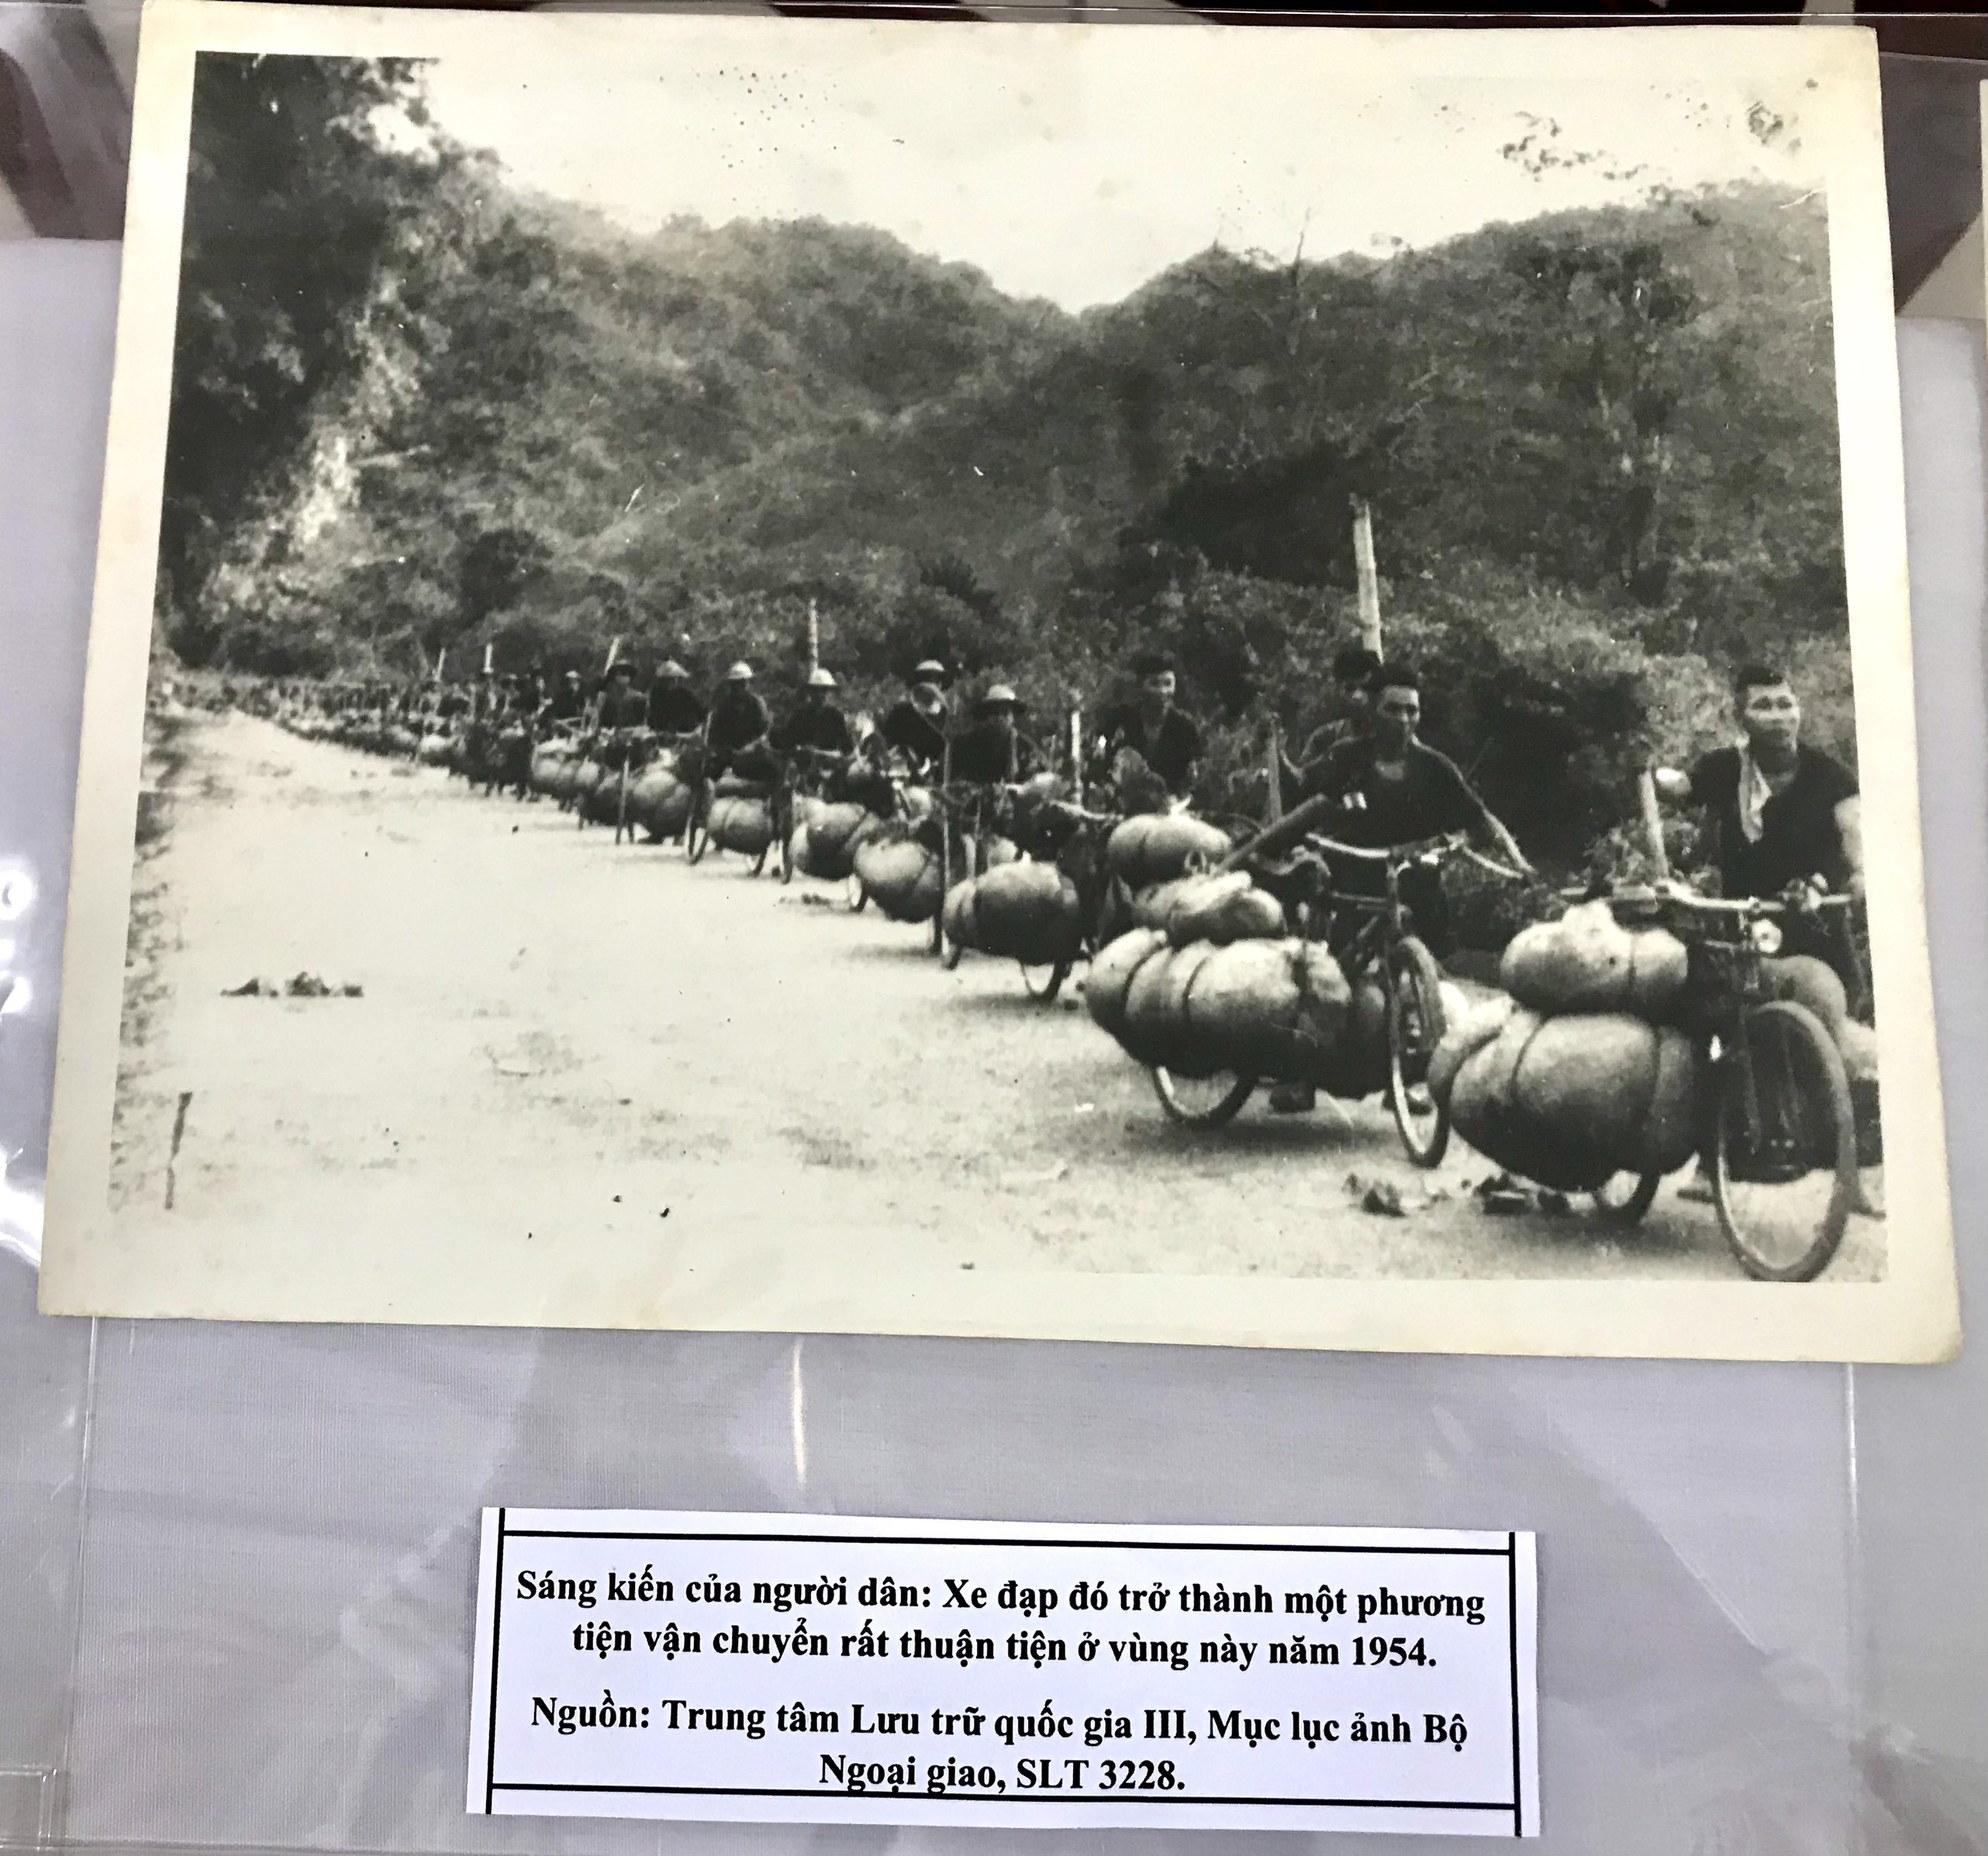 Sáng kiến của người dân: Xe đạp đó trở thành một phương
tiện vận chuyển rất thuận tiện ở vùng này năm 1954.
Nguồn: Trung tâm Lưu trữ quốc gia III, Mục lục ảnh Bộ
Ngoại giao, SLT 3228.